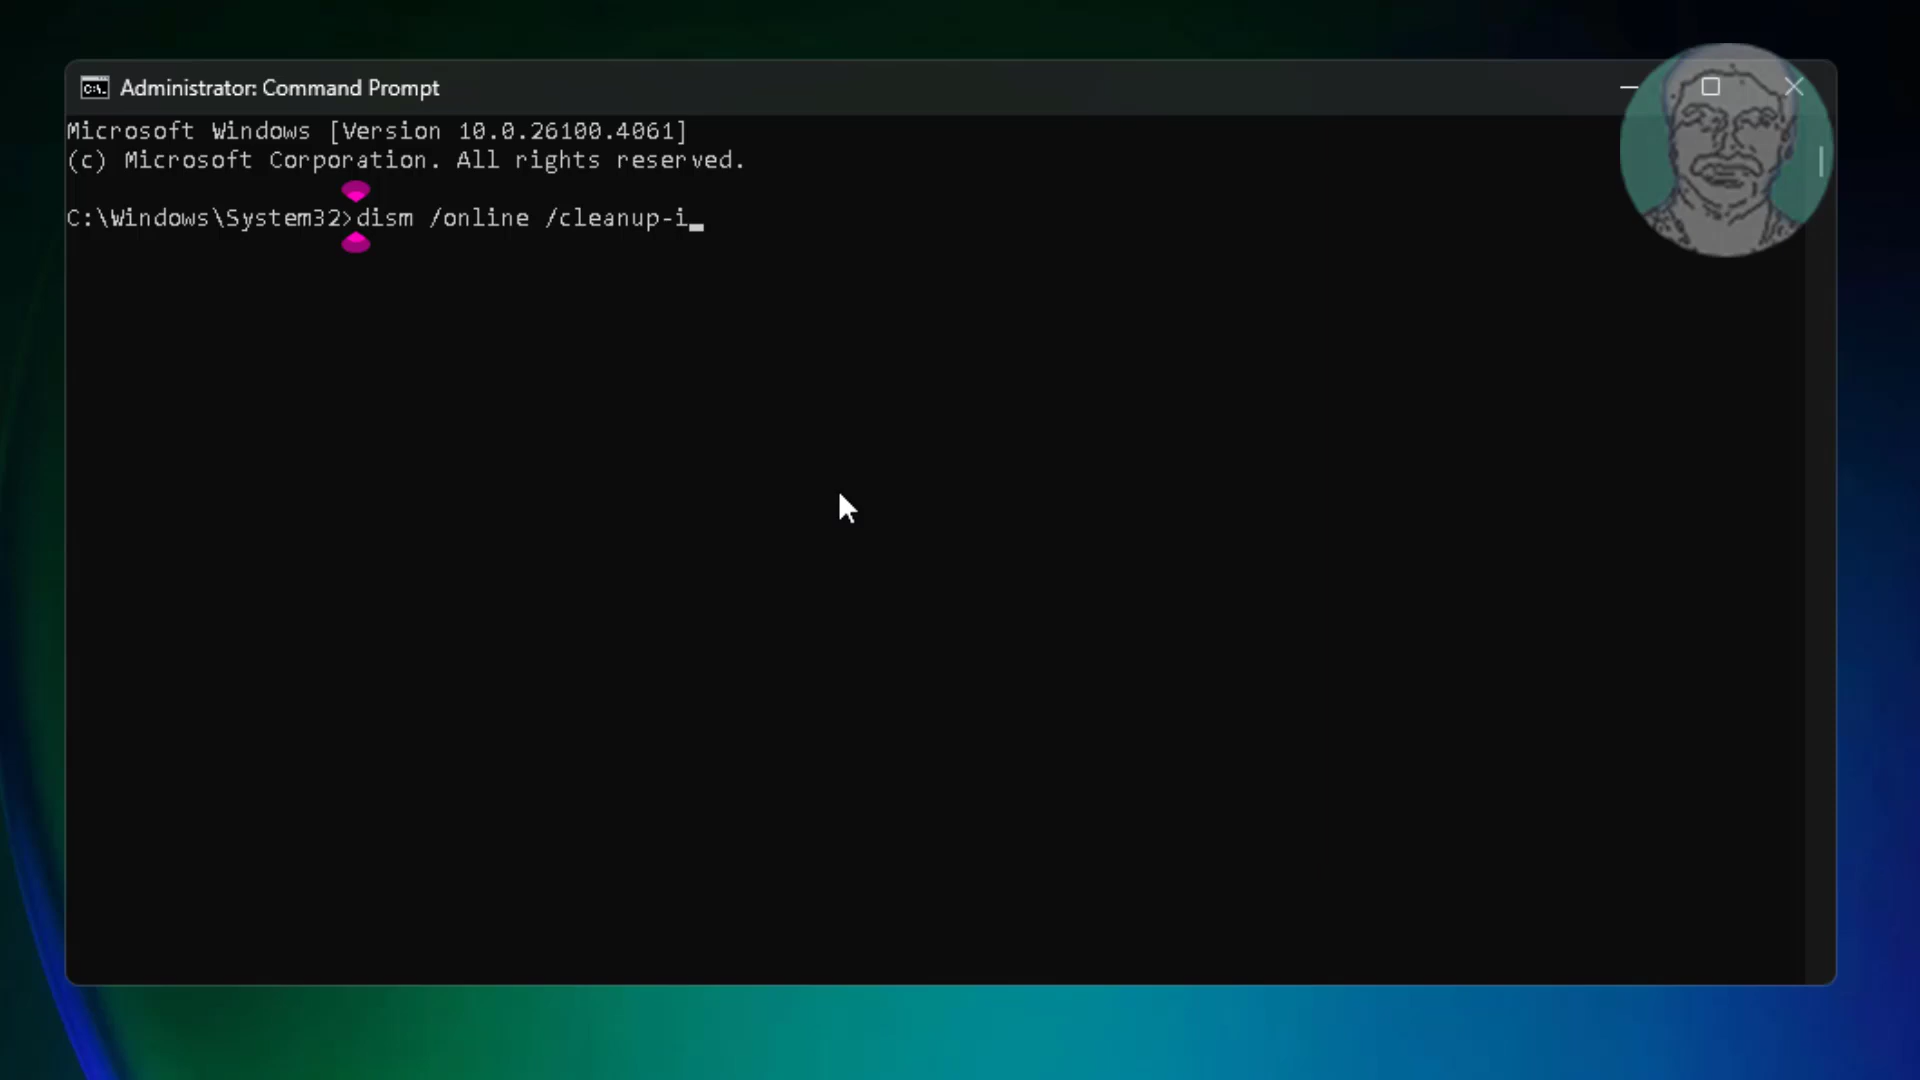 Administrator: Command Prompt
Microsoft Windows [Version 10.0.26100.4061]
(c) Microsoft Corporation. All rights reserved.
C:\Windows\System32>dism /online /cleanup-i